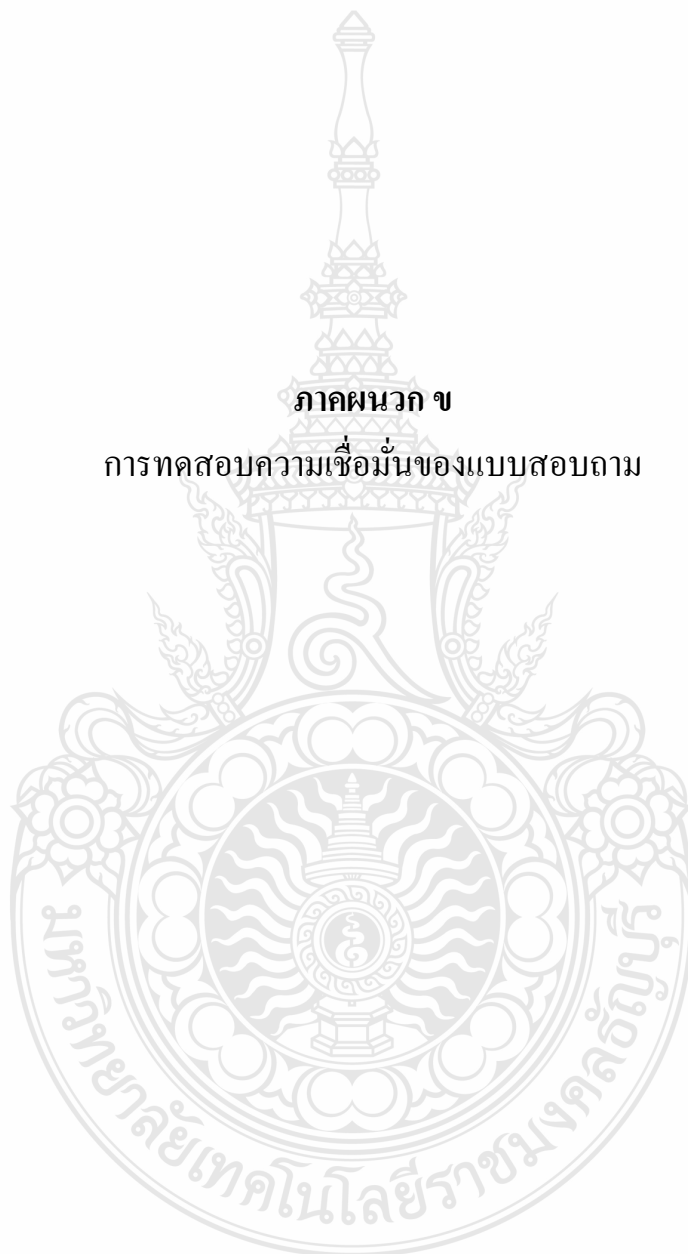 ภาคผนวก ข
การทดสอบความเชื่อมั่นของแบบสอบถาม
มหาวิทยาลัยเทคโนโลยีราชมงคลธัญบุรี